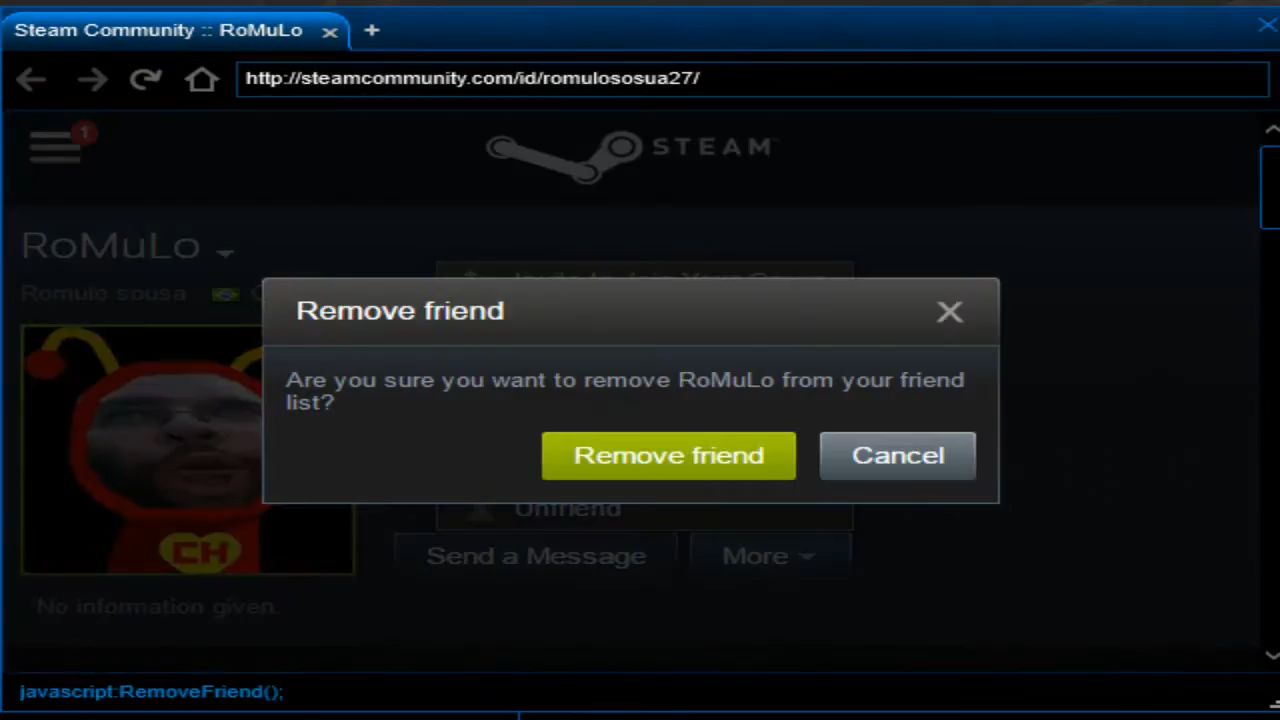 Steam Community :: RoMuLo
http://steamcommunity.com/id/romulososua27/
1
STEAM
RoMuLo
Romulo sousa
Remove friend
Are you sure you want to remove RoMuLo from your friend
list?
Remove friend
Cancel
Unfriend
CH
Send a Message
More
No information given.
javascript:RemoveFriend();